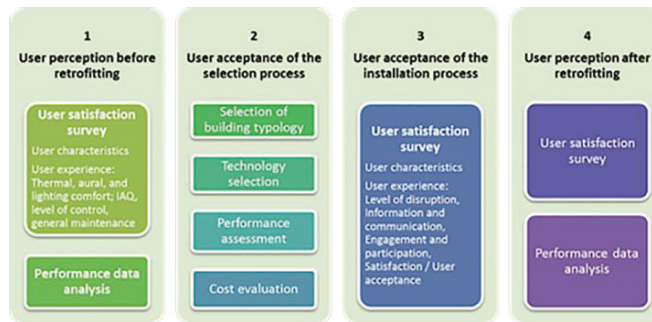 1
User perception before
retrofitting
User satisfaction
survey
User characteristics
User experience:
Thermal, aural, and
lighting comfort; IAQ,
level of control,
general maintenance
Performance data
analysis
2
User acceptance of the
selection process
Selection of
building typology
Technology
selection
Performance
assessment
Cost evaluation
3
User acceptance of the
installation process
User satisfaction
survey
User characteristics
User experience:
Level of disruption,
Information and
communication,
Engagement and
participation,
Satisfaction / User
acceptance
4
User perception after
retrofitting
User satisfaction
survey
Performance data
analysis